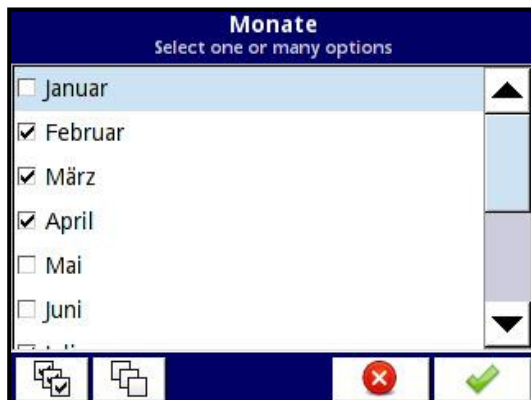 Monate
Select one or many options
Januar
Februar
März
April
Mai
Juni